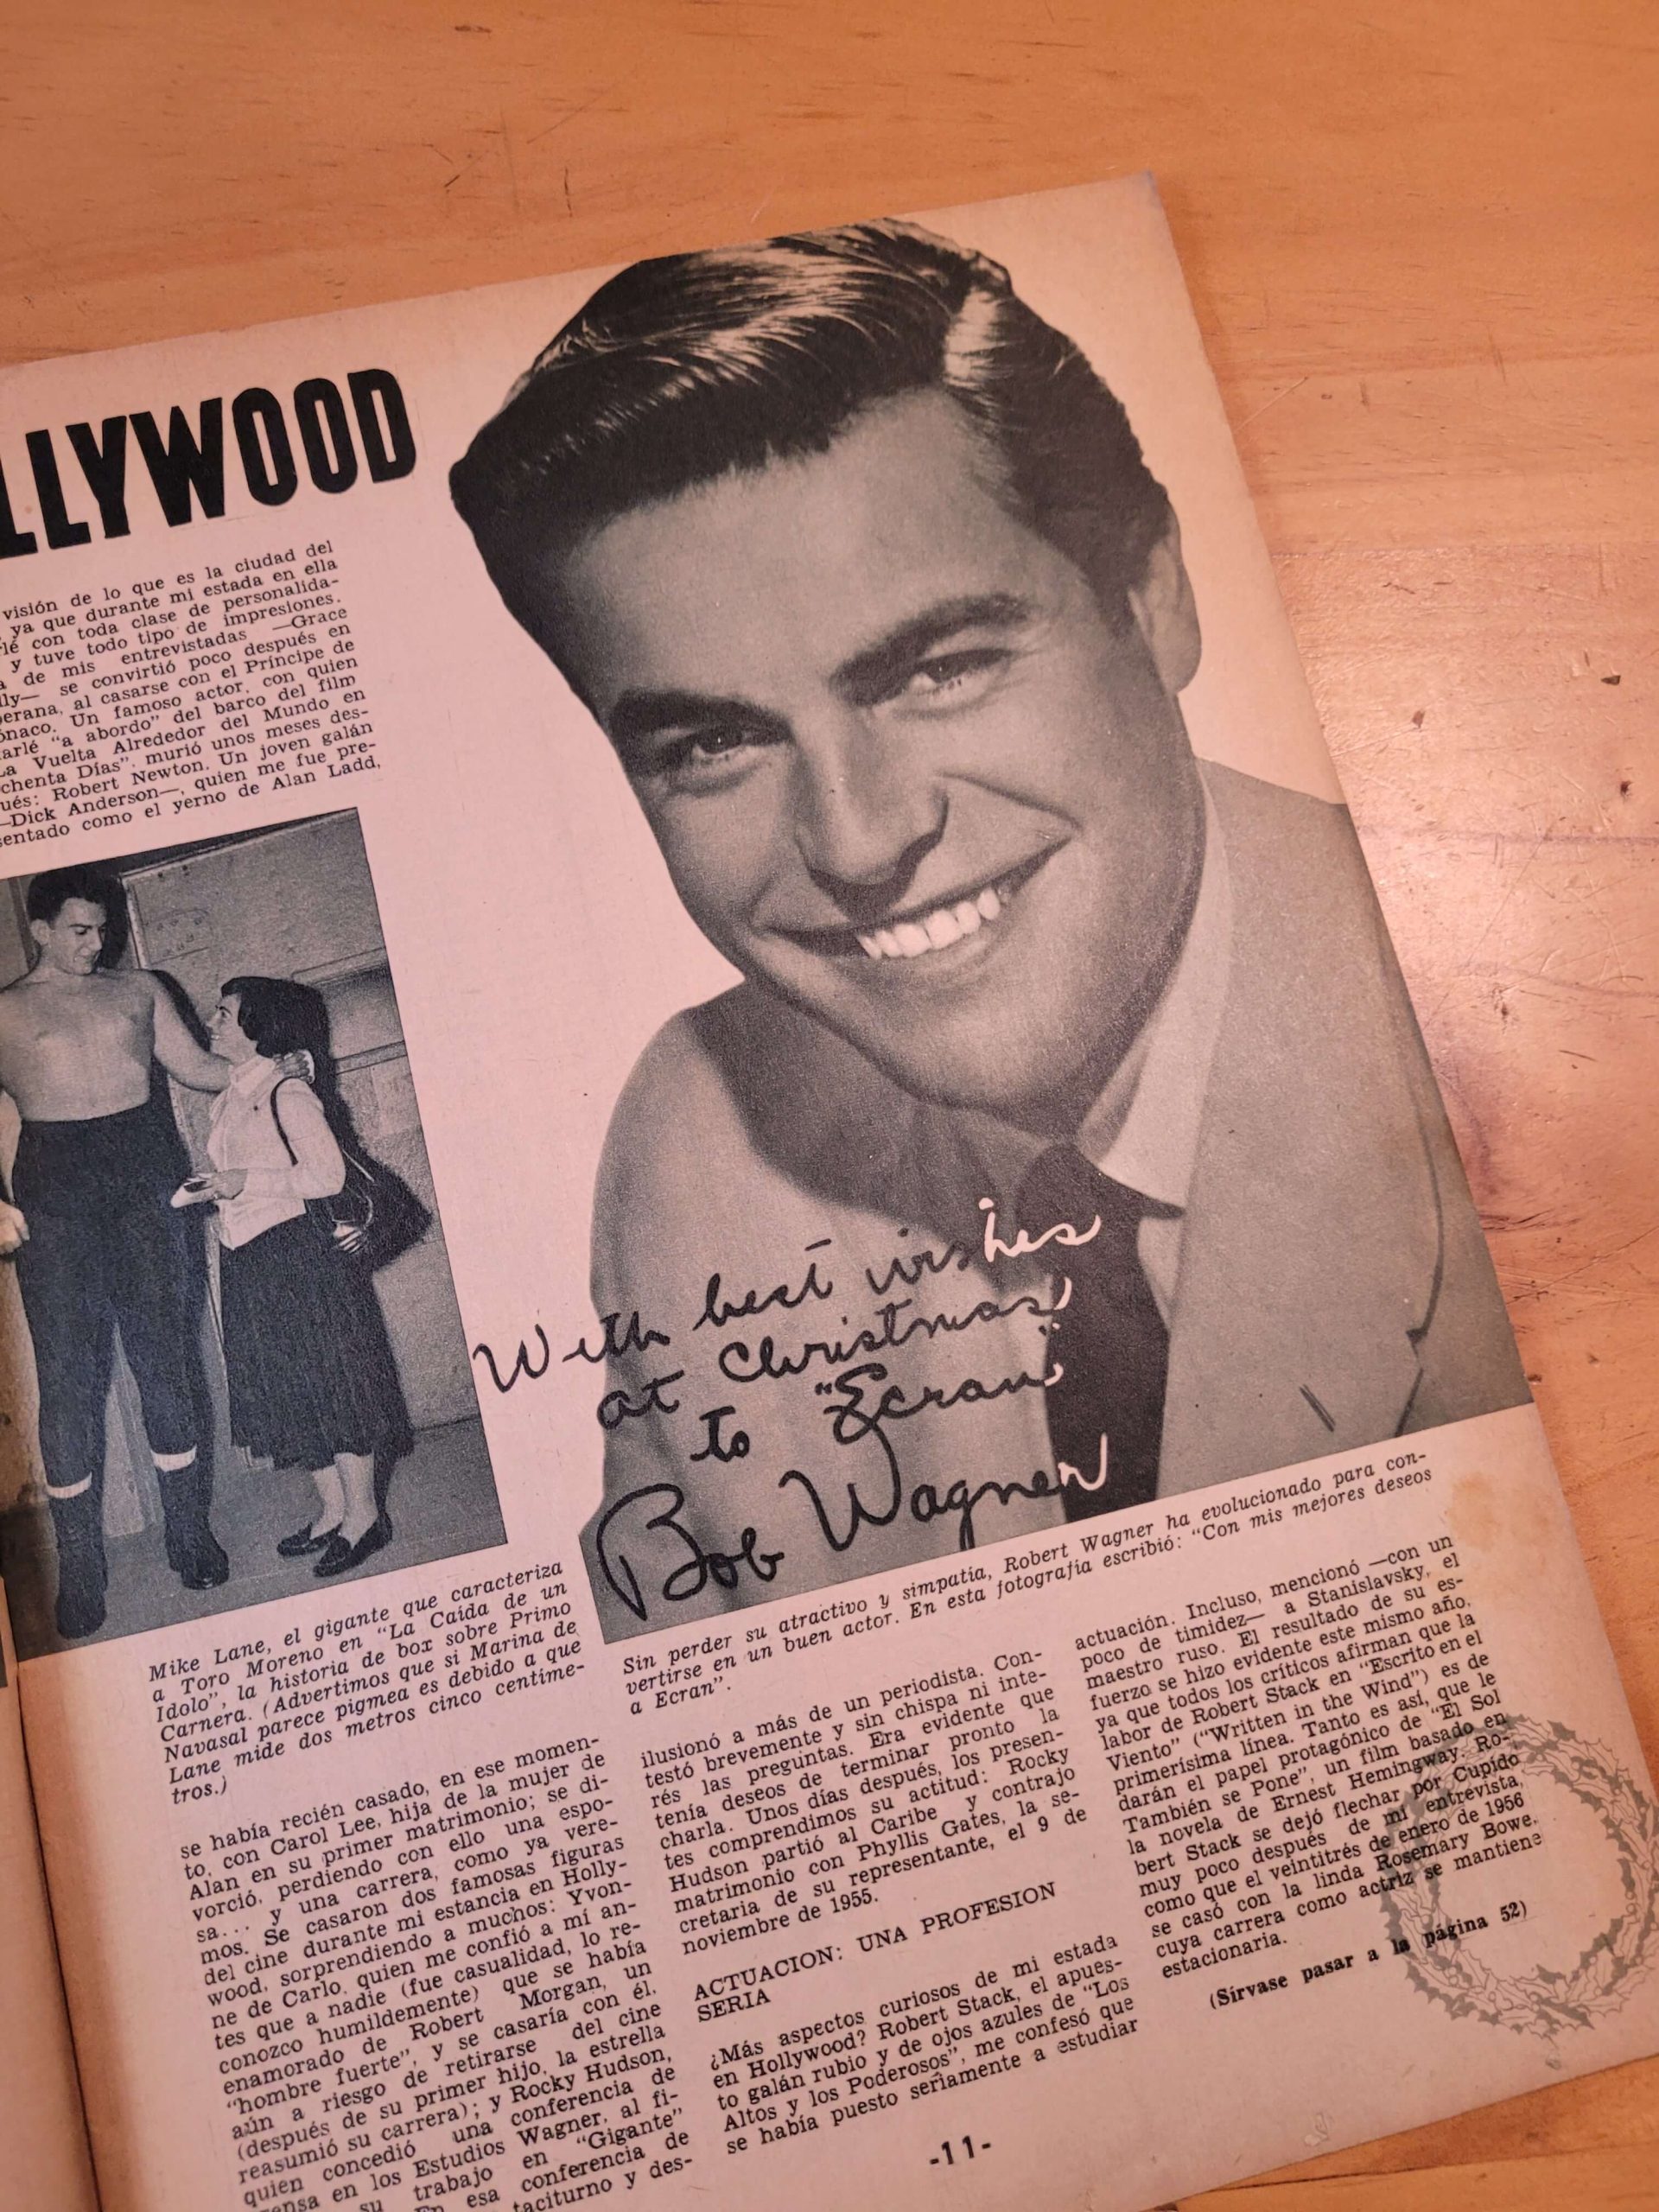 LLYWOOD
visión de lo que es la ciudad del
ya que durante mi estada en ella
lé con toda clase de personalida-
y tuve todo tipo de impresiones.
de mis entrevistadas —Grace
lly— se convirtió poco después en
erana, al casarse con el Príncipe de
ónaco. Un famoso actor, con quien
arlé "a abordo" del barco del film
La Vuelta Alrededor del Mundo en
chenta Días", murió unos meses des-
ués: Robert Newton. Un joven galán
—Dick Anderson—, quien me fue pre-
sentado como el yerno de Alan Ladd,
With best wishes
at Christmas
to "Ecran"
Bob Wagner
Mike Lane, el gigante que caracteriza
a Toro Moreno en "La Caída de un
Idolo", la historia de box sobre Primo
Carnera. (Advertimos que si Marina de
Navasal parece pigmea es debido a que
Lane mide dos metros cinco centíme-
tros.)
Sin perder su atractivo y simpatía, Robert Wagner ha evolucionado para con-
vertirse en un buen actor. En esta fotografía escribió: "Con mis mejores deseos
a Ecran".
se había recién casado, en ese momen-
to, con Carol Lee, hija de la mujer de
Alan en su primer matrimonio; se di-
vorció, perdiendo con ello una espo-
sa... y una carrera, como ya vere-
mos. Se casaron dos famosas figuras
del cine durante mi estancia en Holly-
wood, sorprendiendo a muchos: Yvon-
ne de Carlo, quien me confió a mí an-
tes que a nadie (fue casualidad, lo re-
conozco humildemente) que se había
enamorado de Robert Morgan, un
"hombre fuerte", y se casaría con él,
aún a riesgo de retirarse del cine
(después de su primer hijo, la estrella
reasumió su carrera); y Rocky Hudson,
quien concedió una conferencia de
ensa en los Estudios Wagner, al fi-
su trabajo en "Gigante"
En esa conferencia de
taciturno y des-
ilusionó a más de un periodista. Con-
testó brevemente y sin chispa ni inte-
rés las preguntas. Era evidente que
tenía deseos de terminar pronto la
charla. Unos días después, los presen-
tes comprendimos su actitud: Rocky
Hudson partió al Caribe y contrajo
matrimonio con Phyllis Gates, la se-
cretaria de su representante, el 9 de
noviembre de 1955.
ACTUACION: UNA PROFESION
SERIA
¿Más aspectos curiosos de mi estada
en Hollywood? Robert Stack, el apues-
to galán rubio y de ojos azules de "Los
Altos y los Poderosos", me confesó que
se había puesto seriamente a estudiar
actuación. Incluso, mencionó —con un
poco de timidez— a Stanislavsky, el
maestro ruso. El resultado de su es-
fuerzo se hizo evidente este mismo año,
ya que todos los críticos afirman que la
labor de Robert Stack en "Escrito en el
Viento" ("Written in the Wind") es de
primerísima línea. Tanto es así, que le
darán el papel protagónico de "El Sol
También se Pone", un film basado en
la novela de Ernest Hemingway. Ro-
bert Stack se dejó flechar por Cupido
muy poco después de mi entrevista,
como que el veintitrés de enero de 1956
se casó con la linda Rosemary Bowe,
cuya carrera como actriz se mantiene
estacionaria.
(Sírvase pasar a la página 52)
-11-